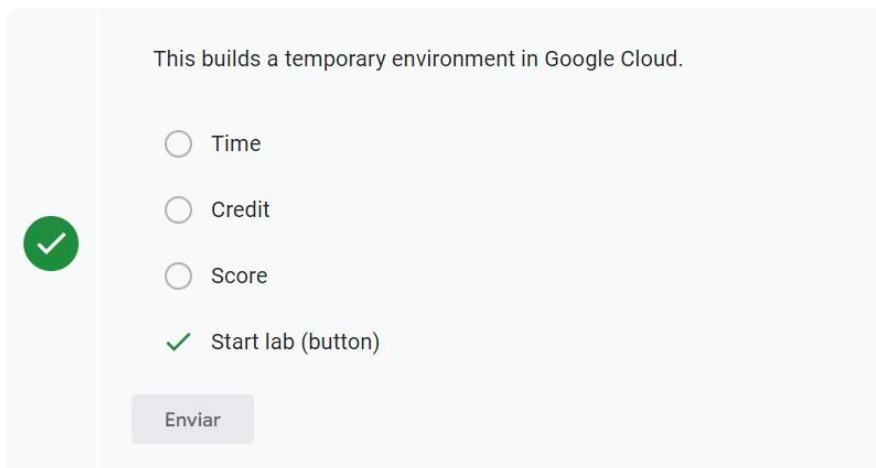 This builds a temporary environment in Google Cloud.
Time
Credit
Score
Start lab (button)
Enviar